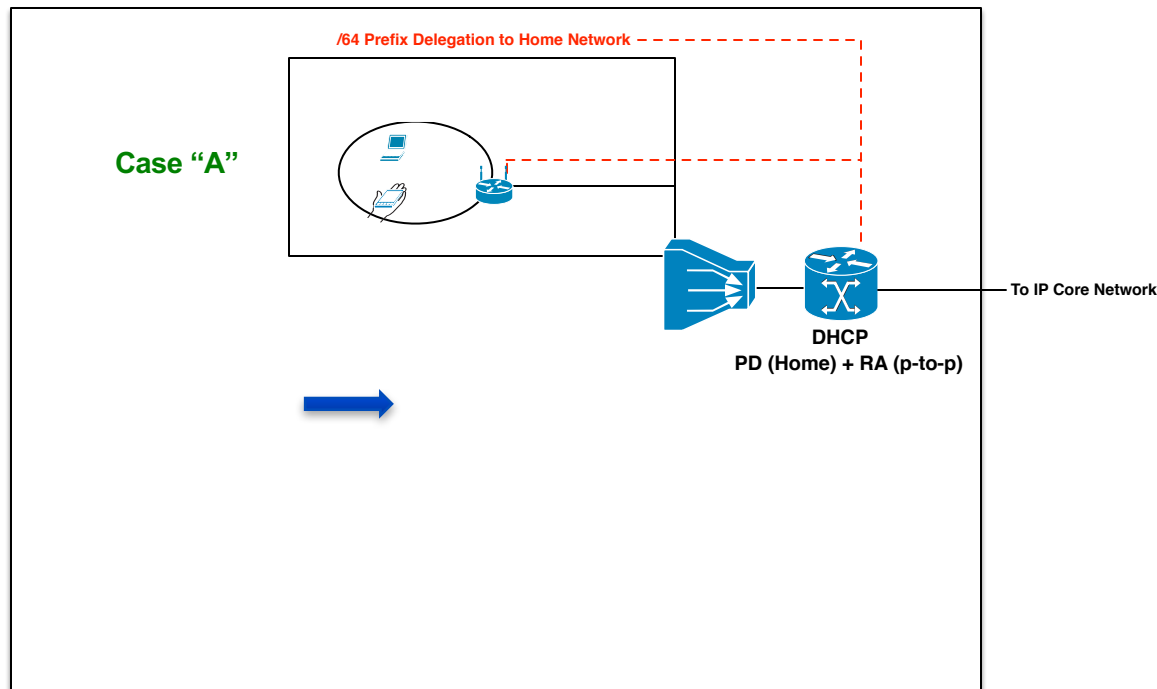 /64 Prefix Delegation to Home Network
Case “A”
To IP Core Network
DHCP
PD (Home) + RA (p-to-p)